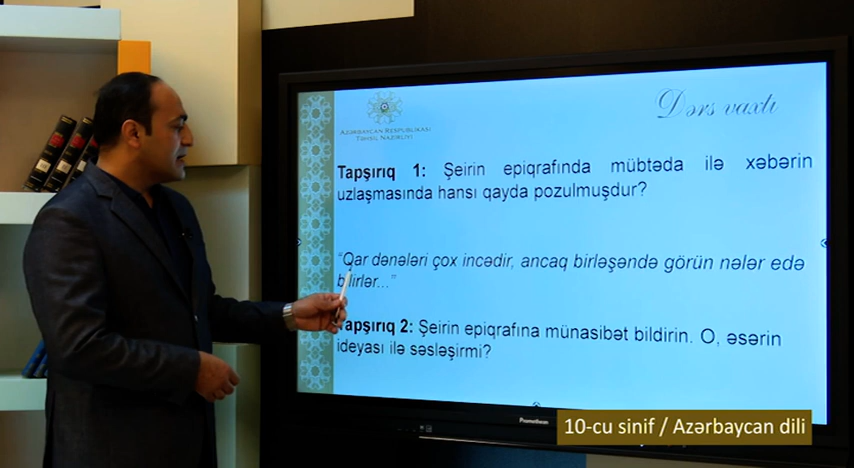 Dərs vaxtı
AZƏRBAYCAN RESPUBLİKASI
TƏHSİL NAZİRLİYİ
Tapşırıq 1: Şeirin epiqrafında mübtəda ilə xəbərin
uzlaşmasında hansı qayda pozulmuşdur?
“Qar dənələri çox incədir, ancaq birləşəndə görün nələr edə
bilirlər...”
Tapşırıq 2: Şeirin epiqrafına münasibət bildirin. O, əsərin
ideyası ilə səsləşirmi?
Promethean
10-cu sinif / Azərbaycan dili